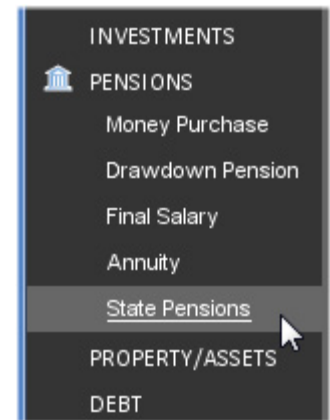 INVESTMENTS
PENSIONS
Money Purchase
Drawdown Pension
Final Salary
Annuity
State Pensions
PROPERTY/ASSETS
DEBT